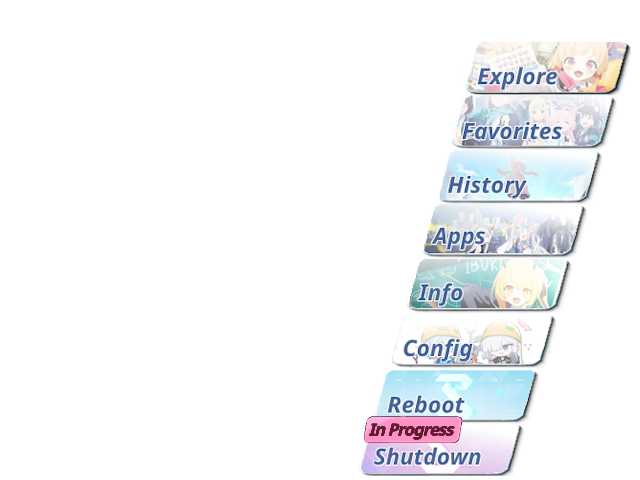 Explore
Favorites
History
Apps
Info
Config
Reboot
In Progress
Shutdown